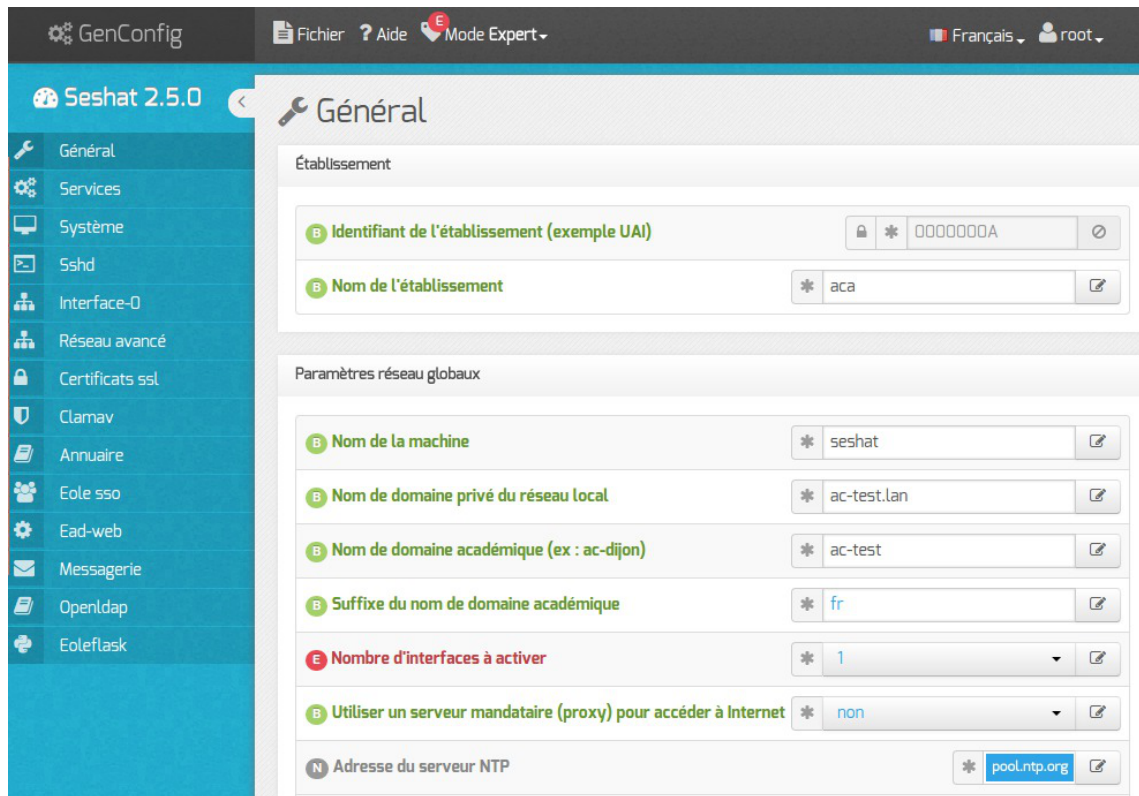 GenConfig
Fichier ? Aide E Mode Expert
Français root
Seshat 2.5.0
Général
Services
Système
Sshd
Interface-0
Réseau avancé
Certificats ssl
Clamav
Annuaire
Eole sso
Ead-web
Messagerie
Openldap
Eoleflask
Général
Établissement
B Identifiant de l'établissement (exemple UAI) * 0000000A
B Nom de l'établissement * aca
Paramètres réseau globaux
B Nom de la machine * seshat
B Nom de domaine privé du réseau local * ac-test.lan
B Nom de domaine académique (ex : ac-dijon) * ac-test
B Suffixe du nom de domaine académique * fr
E Nombre d'interfaces à activer * 1
B Utiliser un serveur mandataire (proxy) pour accéder à Internet * non
N Adresse du serveur NTP * pool.ntp.org